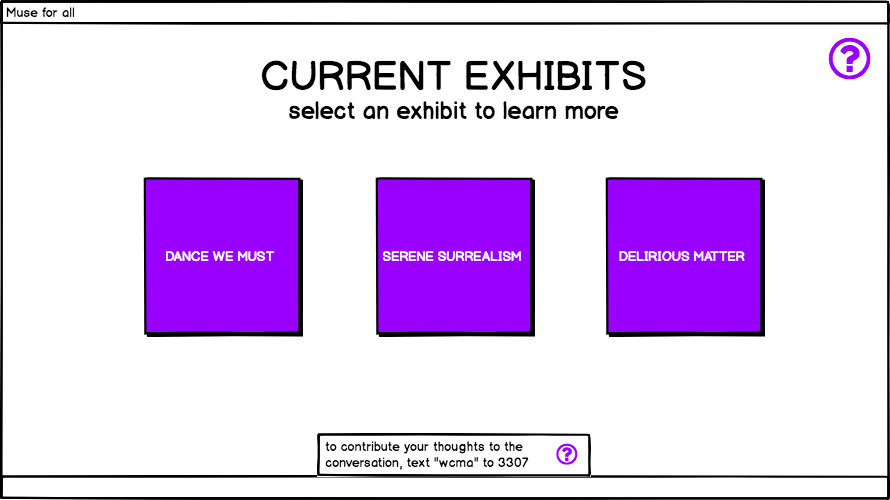 Muse for all
?
CURRENT EXHIBITS
select an exhibit to learn more
DANCE WE MUST
SERENE SURREALISM
DELIRIOUS MATTER
to contribute your thoughts to the
conversation, text "wcma" to 3307
?